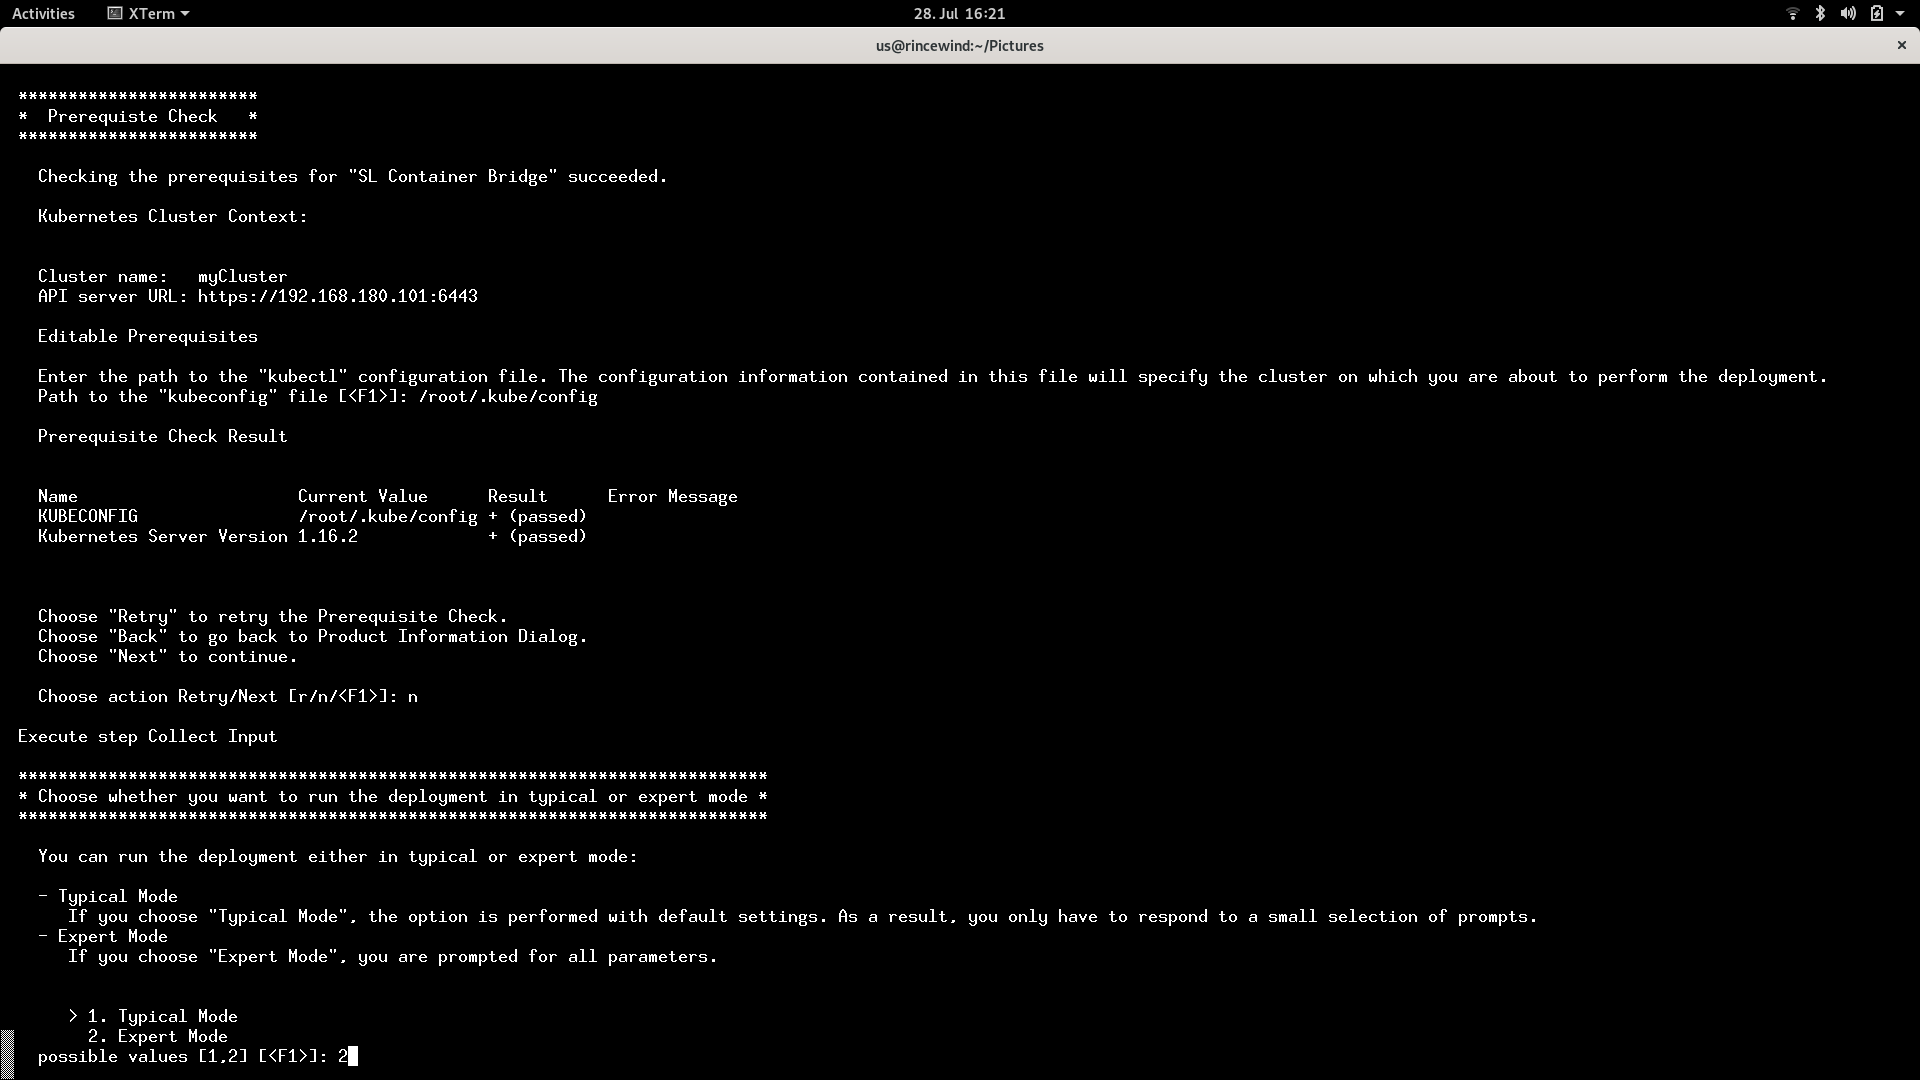 Activities XTerm 28. Jul 16:21
us@rincewind:~/Pictures ×
************************
*  Prerequiste Check   *
************************
Checking the prerequisites for "SL Container Bridge" succeeded.
Kubernetes Cluster Context:
Cluster name:   myCluster
API server URL: https://192.168.180.101:6443
Editable Prerequisites
Enter the path to the "kubectl" configuration file. The configuration information contained in this file will specify the cluster on which you are about to perform the deployment.
Path to the "kubeconfig" file [<F1>]: /root/.kube/config
Prerequisite Check Result
Name                      Current Value      Result      Error Message
KUBECONFIG                /root/.kube/config + (passed)
Kubernetes Server Version 1.16.2             + (passed)
Choose "Retry" to retry the Prerequisite Check.
Choose "Back" to go back to Product Information Dialog.
Choose "Next" to continue.
Choose action Retry/Next [r/n/<F1>]: n
Execute step Collect Input
***************************************************************************
* Choose whether you want to run the deployment in typical or expert mode *
***************************************************************************
You can run the deployment either in typical or expert mode:
- Typical Mode
If you choose "Typical Mode", the option is performed with default settings. As a result, you only have to respond to a small selection of prompts.
- Expert Mode
If you choose "Expert Mode", you are prompted for all parameters.
> 1. Typical Mode
2. Expert Mode
possible values [1,2] [<F1>]: 2